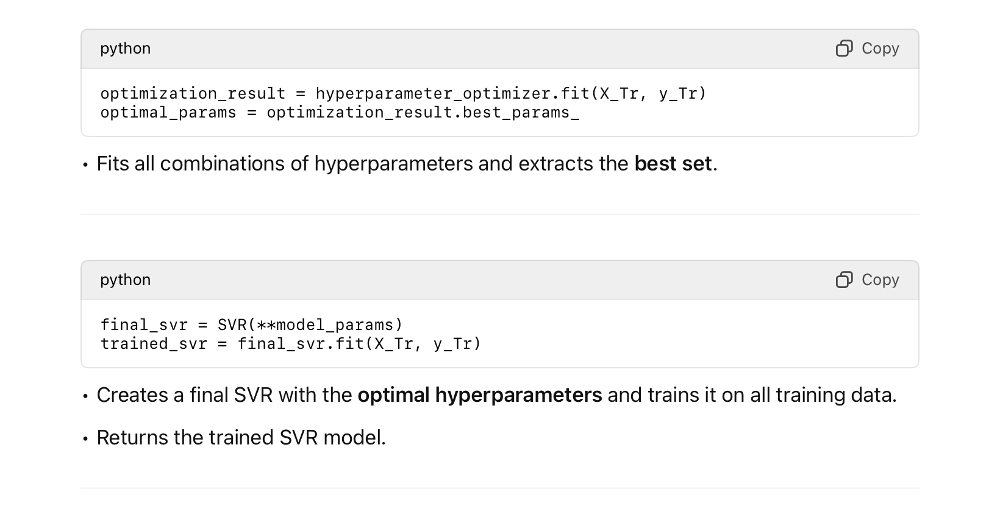 python
Copy
optimization_result = hyperparameter_optimizer.fit(X_Tr, y_Tr)
optimal_params = optimization_result.best_params_
• Fits all combinations of hyperparameters and extracts the best set.
python
Copy
final_svr = SVR(**model_params)
trained_svr = final_svr.fit(X_Tr, y_Tr)
• Creates a final SVR with the optimal hyperparameters and trains it on all training data.
• Returns the trained SVR model.